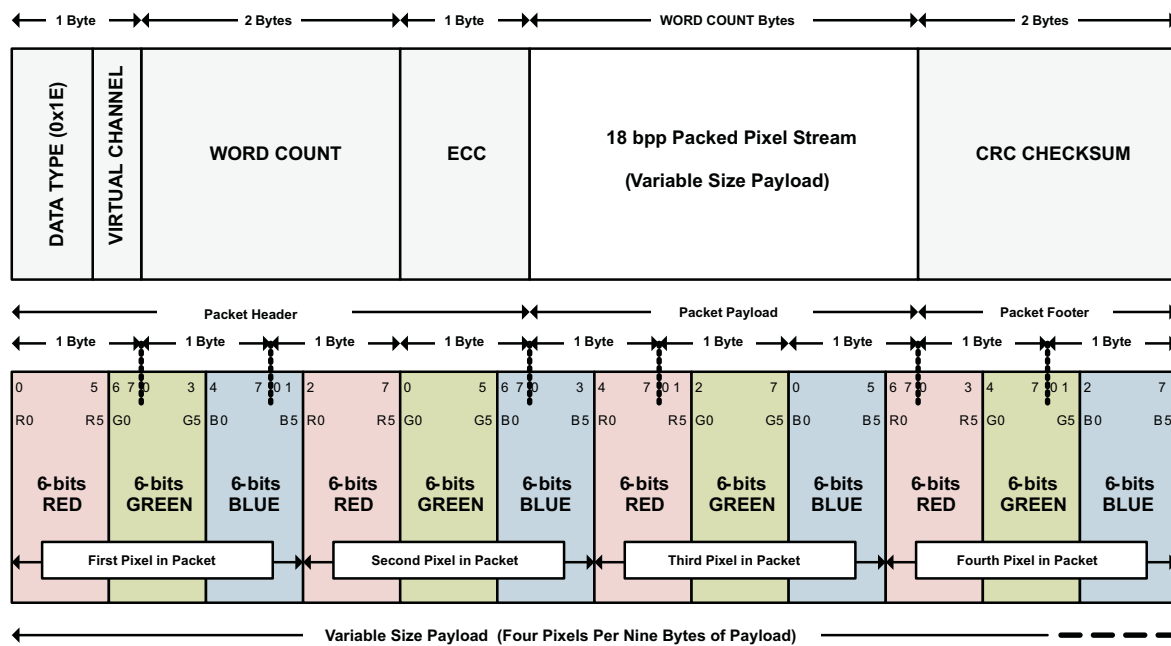 1 Byte 2 Bytes 1 Byte WORD COUNT Bytes 2 Bytes
DATA TYPE (0x1E)
VIRTUAL CHANNEL
WORD COUNT
ECC
18 bpp Packed Pixel Stream
(Variable Size Payload)
CRC CHECKSUM
Packet Header Packet Payload Packet Footer
1 Byte 1 Byte 1 Byte 1 Byte 1 Byte 1 Byte 1 Byte 1 Byte 1 Byte
0 5 6 7 0 3 4 7 0 1 2 7 0 5 6 7 0 3 4 7 0 1 2 7 0 5 6 7 0 3 4 7 0 1 2 7
R0 R5 G0 G5 B0 B5 R0 R5 G0 G5 B0 B5 R0 R5 G0 G5 B0 B5 R0 R5 G0 G5 B0 B5
6-bits 6-bits 6-bits 6-bits 6-bits 6-bits 6-bits 6-bits 6-bits 6-bits 6-bits 6-bits
RED GREEN BLUE RED GREEN BLUE RED GREEN BLUE RED GREEN BLUE
First Pixel in Packet Second Pixel in Packet Third Pixel in Packet Fourth Pixel in Packet
Variable Size Payload (Four Pixels Per Nine Bytes of Payload)